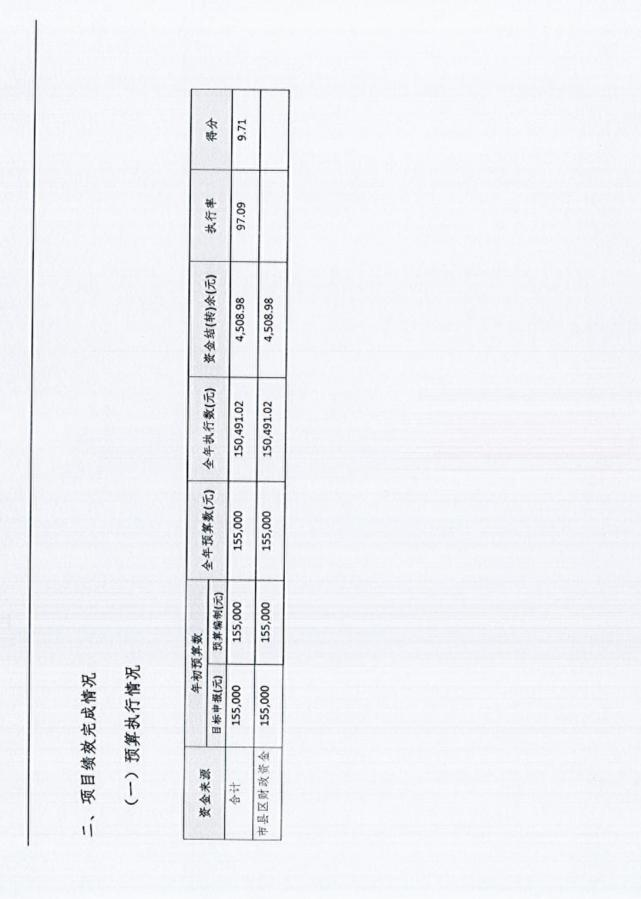 二、项目绩效完成情况
（一）预算执行情况
资金来源 年初预算数 全年预算数(元) 全年执行数(元) 资金结(转)余(元) 执行率 得分
目标申报(元) 预算编制(元)
合计 155,000 155,000 155,000 150,491.02 4,508.98 97.09 9.71
市县区财政资金 155,000 155,000 155,000 150,491.02 4,508.98